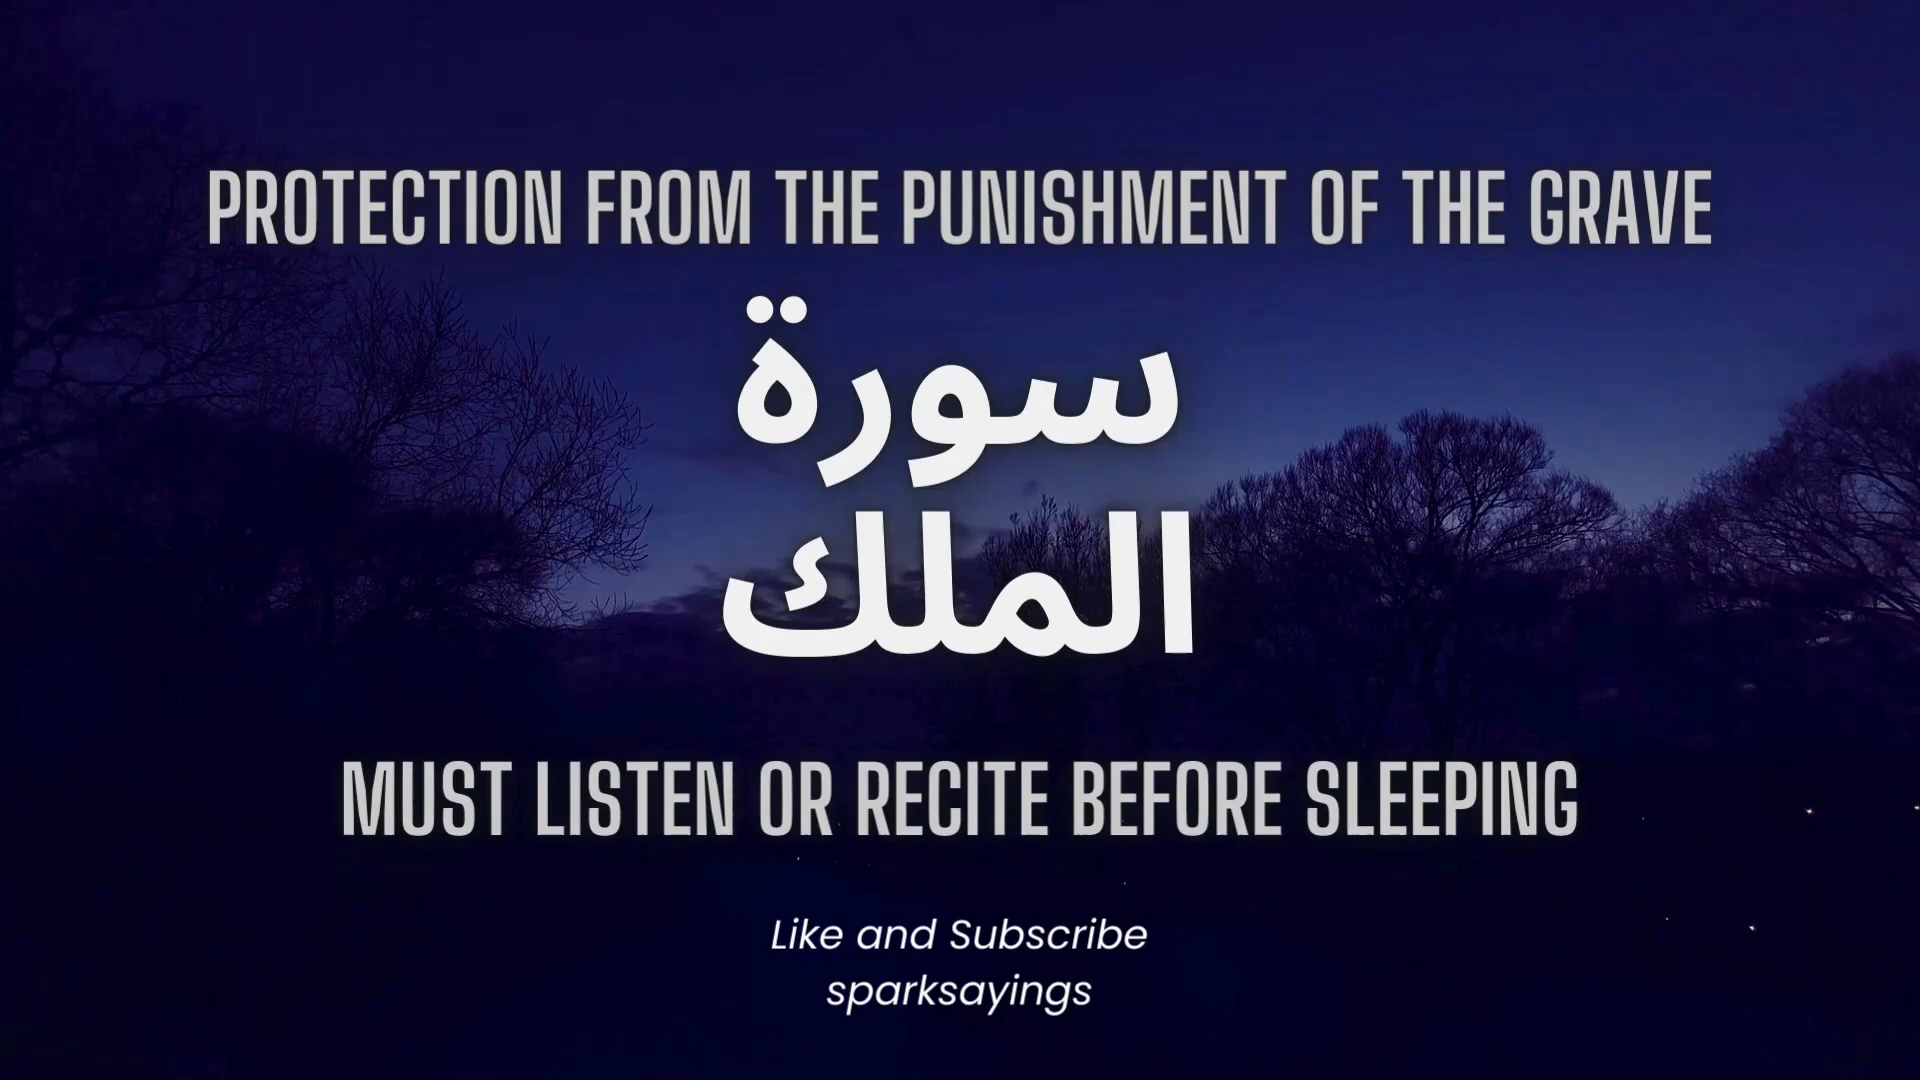 PROTECTION FROM THE PUNISHMENT OF THE GRAVE
سورة
الملك
MUST LISTEN OR RECITE BEFORE SLEEPING
Like and Subscribe
sparksayings